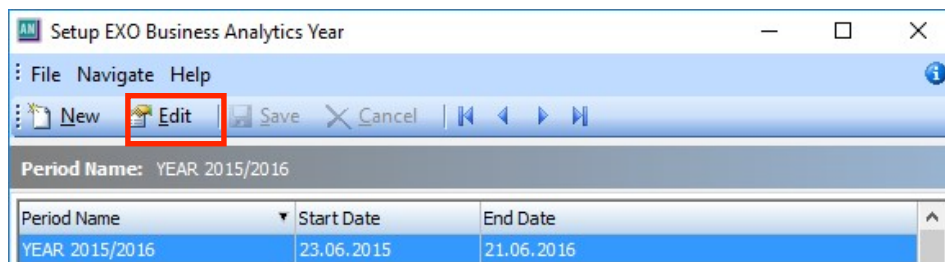 AN Setup EXO Business Analytics Year
File Navigate Help
New Edit Save Cancel
Period Name: YEAR 2015/2016
Period Name Start Date End Date
YEAR 2015/2016 23.06.2015 21.06.2016